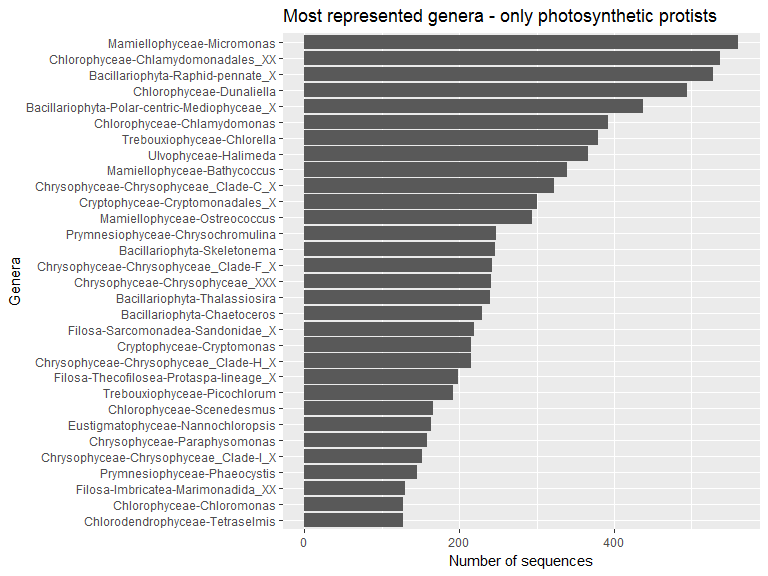 Most represented genera - only photosynthetic protists
Mamiellophyceae-Micromonas
Chlorophyceae-Chlamydomonadales_XX
Bacillariophyta-Raphid-pennate_X
Chlorophyceae-Dunaliella
Bacillariophyta-Polar-centric-Mediophyceae_X
Chlorophyceae-Chlamydomonas
Trebouxiophyceae-Chlorella
Ulvophyceae-Halimeda
Mamiellophyceae-Bathycoccus
Chrysophyceae-Chrysophyceae_Clade-C_X
Cryptophyceae-Cryptomonadales_X
Mamiellophyceae-Ostreococcus
Prymnesiophyceae-Chrysochromulina
Bacillariophyta-Skeletonema
Chrysophyceae-Chrysophyceae_Clade-F_X
Chrysophyceae-Chrysophyceae_XXX
Bacillariophyta-Thalassiosira
Bacillariophyta-Chaetoceros
Filosa-Sarcomonadea-Sandonidae_X
Cryptophyceae-Cryptomonas
Chrysophyceae-Chrysophyceae_Clade-H_X
Filosa-Thecofilosea-Protaspa-lineage_X
Trebouxiophyceae-Picochlorum
Chlorophyceae-Scenedesmus
Eustigmatophyceae-Nannochloropsis
Chrysophyceae-Paraphysomonas
Chrysophyceae-Chrysophyceae_Clade-I_X
Prymnesiophyceae-Phaeocystis
Filosa-Imbricatea-Marimonadida_XX
Chlorophyceae-Chloromonas
Chlorodendrophyceae-Tetraselmis
Genera
0 200 400
Number of sequences